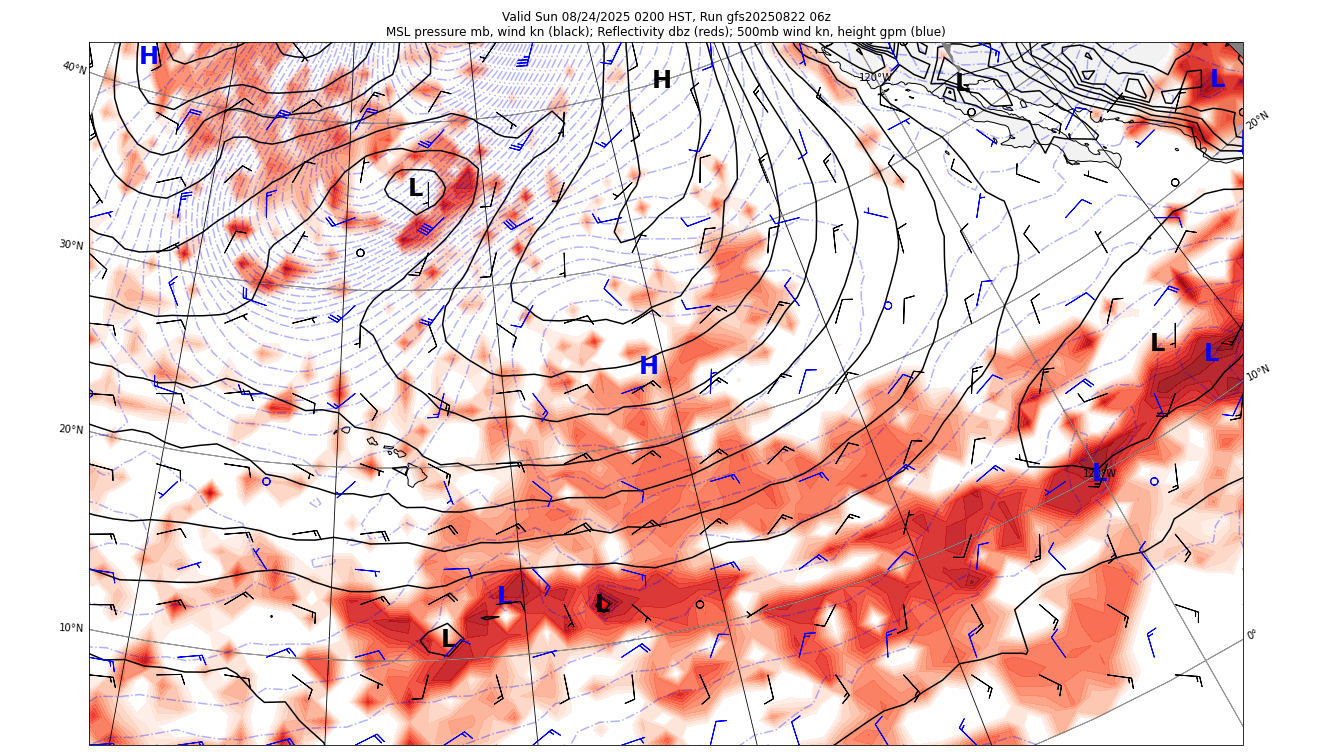 Valid Sun 08/24/2025 0200 HST, Run gfs20250822 06z
MSL pressure mb, wind kn (black); Reflectivity dbz (reds); 500mb wind kn, height gpm (blue)
H
H
L
L
40°N
120°W
20°N
L
30°N
L
L
H
10°N
20°N
L
L
L
L
10°N
L
0°